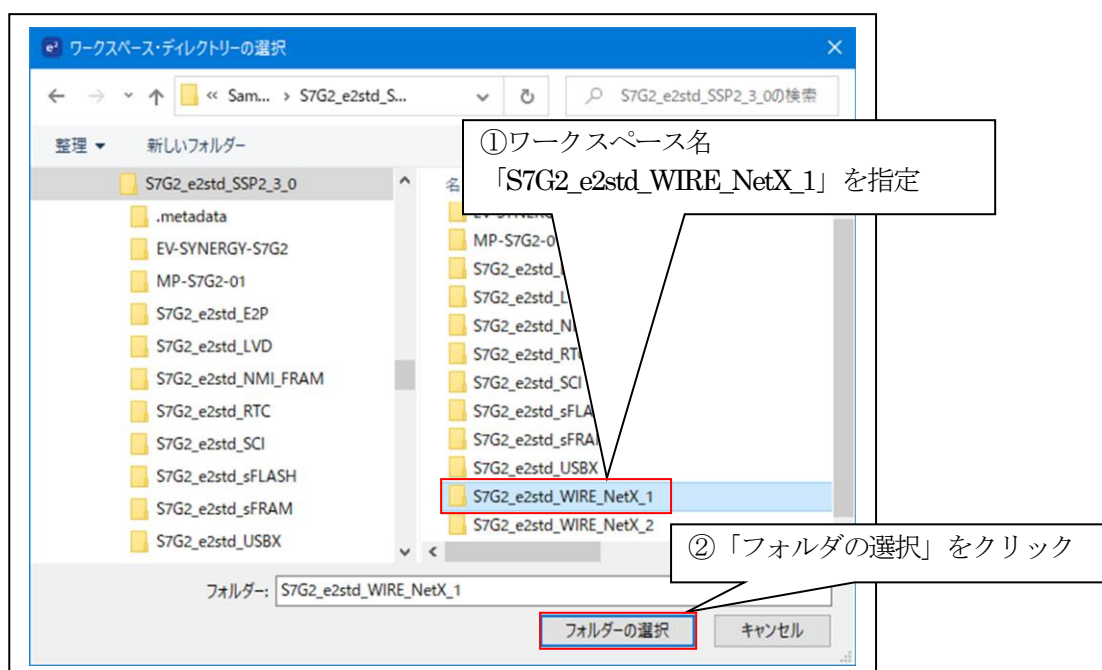 ワークスペース・ディレクトリーの選択
« Sam... › S7G2_e2std_S...
S7G2_e2std_SSP2_3_0の検索
整理
新しいフォルダー
①ワークスペース名
「S7G2_e2std_WIRE_NetX_1」を指定
S7G2_e2std_SSP2_3_0
.metadata
EV-SYNERGY-S7G2
MP-S7G2-01
S7G2_e2std_E2P
S7G2_e2std_LVD
S7G2_e2std_NMI_FRAM
S7G2_e2std_RTC
S7G2_e2std_SCI
S7G2_e2std_sFLASH
S7G2_e2std_sFRAM
S7G2_e2std_USBX
名
MP-S7G2-0
S7G2_e2std_
S7G2_e2std_L
S7G2_e2std_N
S7G2_e2std_RT
S7G2_e2std_SCI
S7G2_e2std_sFLA
S7G2_e2std_sFRA
S7G2_e2std_USBX
S7G2_e2std_WIRE_NetX_1
S7G2_e2std_WIRE_NetX_2
②「フォルダの選択」をクリック
フォルダー: S7G2_e2std_WIRE_NetX_1
フォルダーの選択
キャンセル